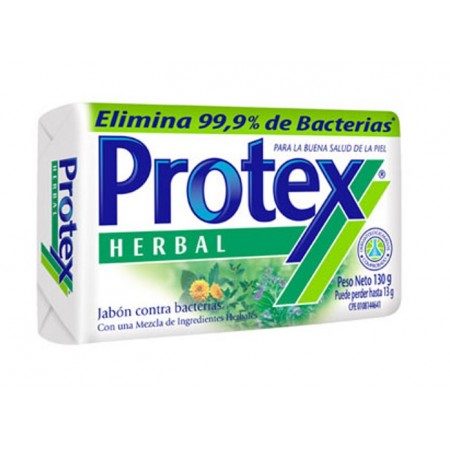 Elimina 99,9% de Bacterias*
PARA LA BUENA SALUD DE LA PIEL
Protex®
HERBAL
Peso Neto 130 g
Puede perder hasta 13 g
Jabón contra bacterias.
Con una Mezcla de Ingredientes Herbales
Protex
HERBAL